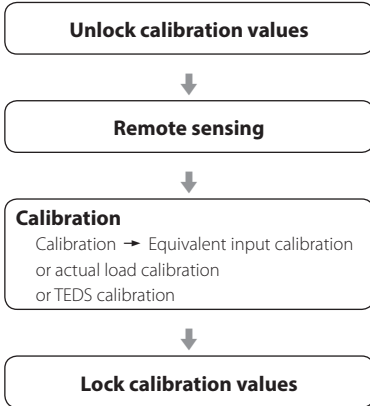 Unlock calibration values
Remote sensing
Calibration
Calibration → Equivalent input calibration
or actual load calibration
or TEDS calibration
Lock calibration values